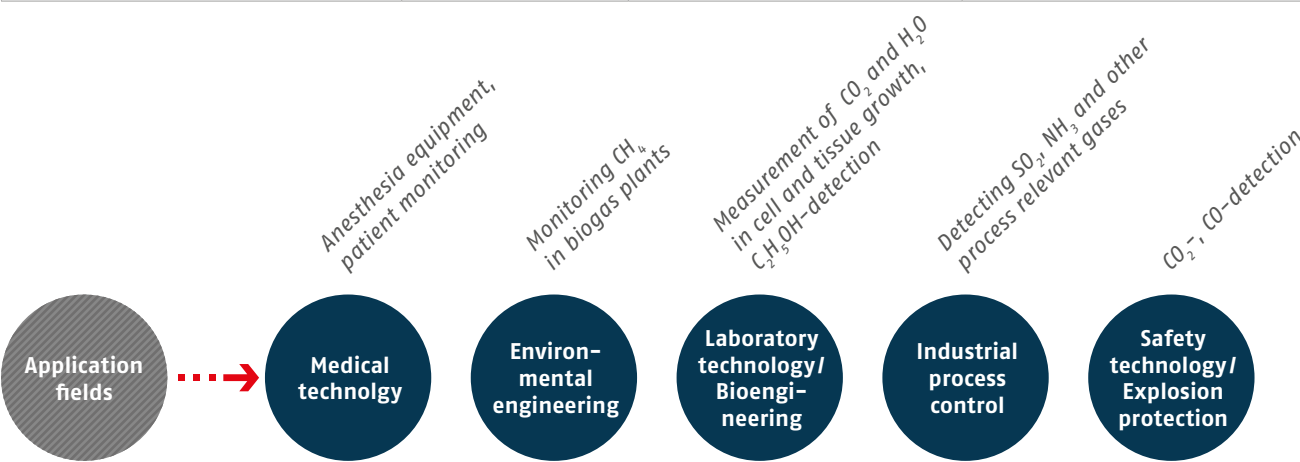 Anesthesia equipment,
patient monitoring
Monitoring CH₄
in biogas plants
Measurement of CO₂ and H₂O
in cell and tissue growth,
C₂H₅OH-detection
Detecting SO₂, NH₃ and other
process relevant gases
CO₂-, CO-detection
Application
fields
Medical
technolgy
Environ-
mental
engineering
Laboratory
technology/
Bioengi-
neering
Industrial
process
control
Safety
technology/
Explosion
protection